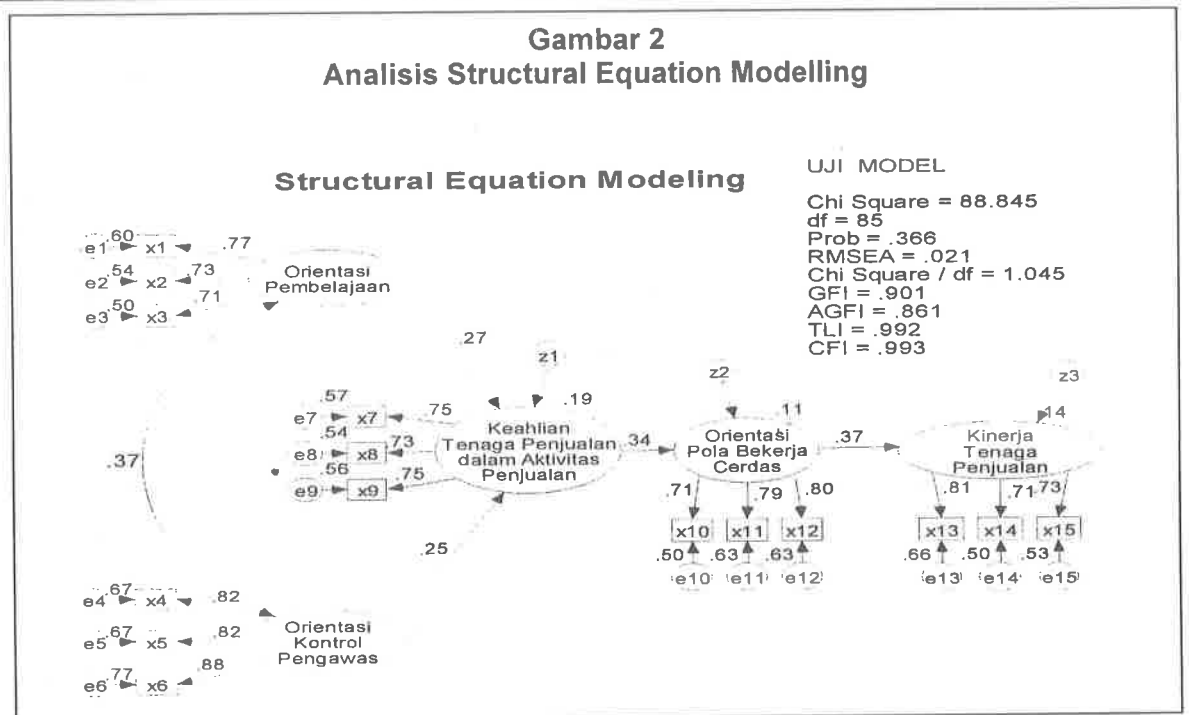 Gambar 2
Analisis Structural Equation Modelling
Structural Equation Modeling
UJI MODEL
Chi Square = 88.845
df = 85
Prob = .366
RMSEA = .021
Chi Square / df = 1.045
GFI = .901
AGFI = .861
TLI = .992
CFI = .993
e1 .60 x1 .77
e2 .54 x2 .73
e3 .50 x3 .71
Orientasi
Pembelajaan
.27
z1
.19
.37
e7 .57 x7 .75
e8 .54 x8 .73
e9 .56 x9 .75
Keahlian
Tenaga Penjualan
dalam Aktivitas
Penjualan
.34
z2
.11
Orientasi
Pola Bekerja
Cerdas
.37
z3
.14
Kinerja
Tenaga
Penjualan
.71 .79 .80
x10 x11 x12
.50 .63 .63
e10 e11 e12
.81 .71 .73
x13 x14 x15
.66 .50 .53
e13 e14 e15
.25
e4 .67 x4 .82
e5 .67 x5 .82
e6 .77 x6 .88
Orientasi
Kontrol
Pengawas